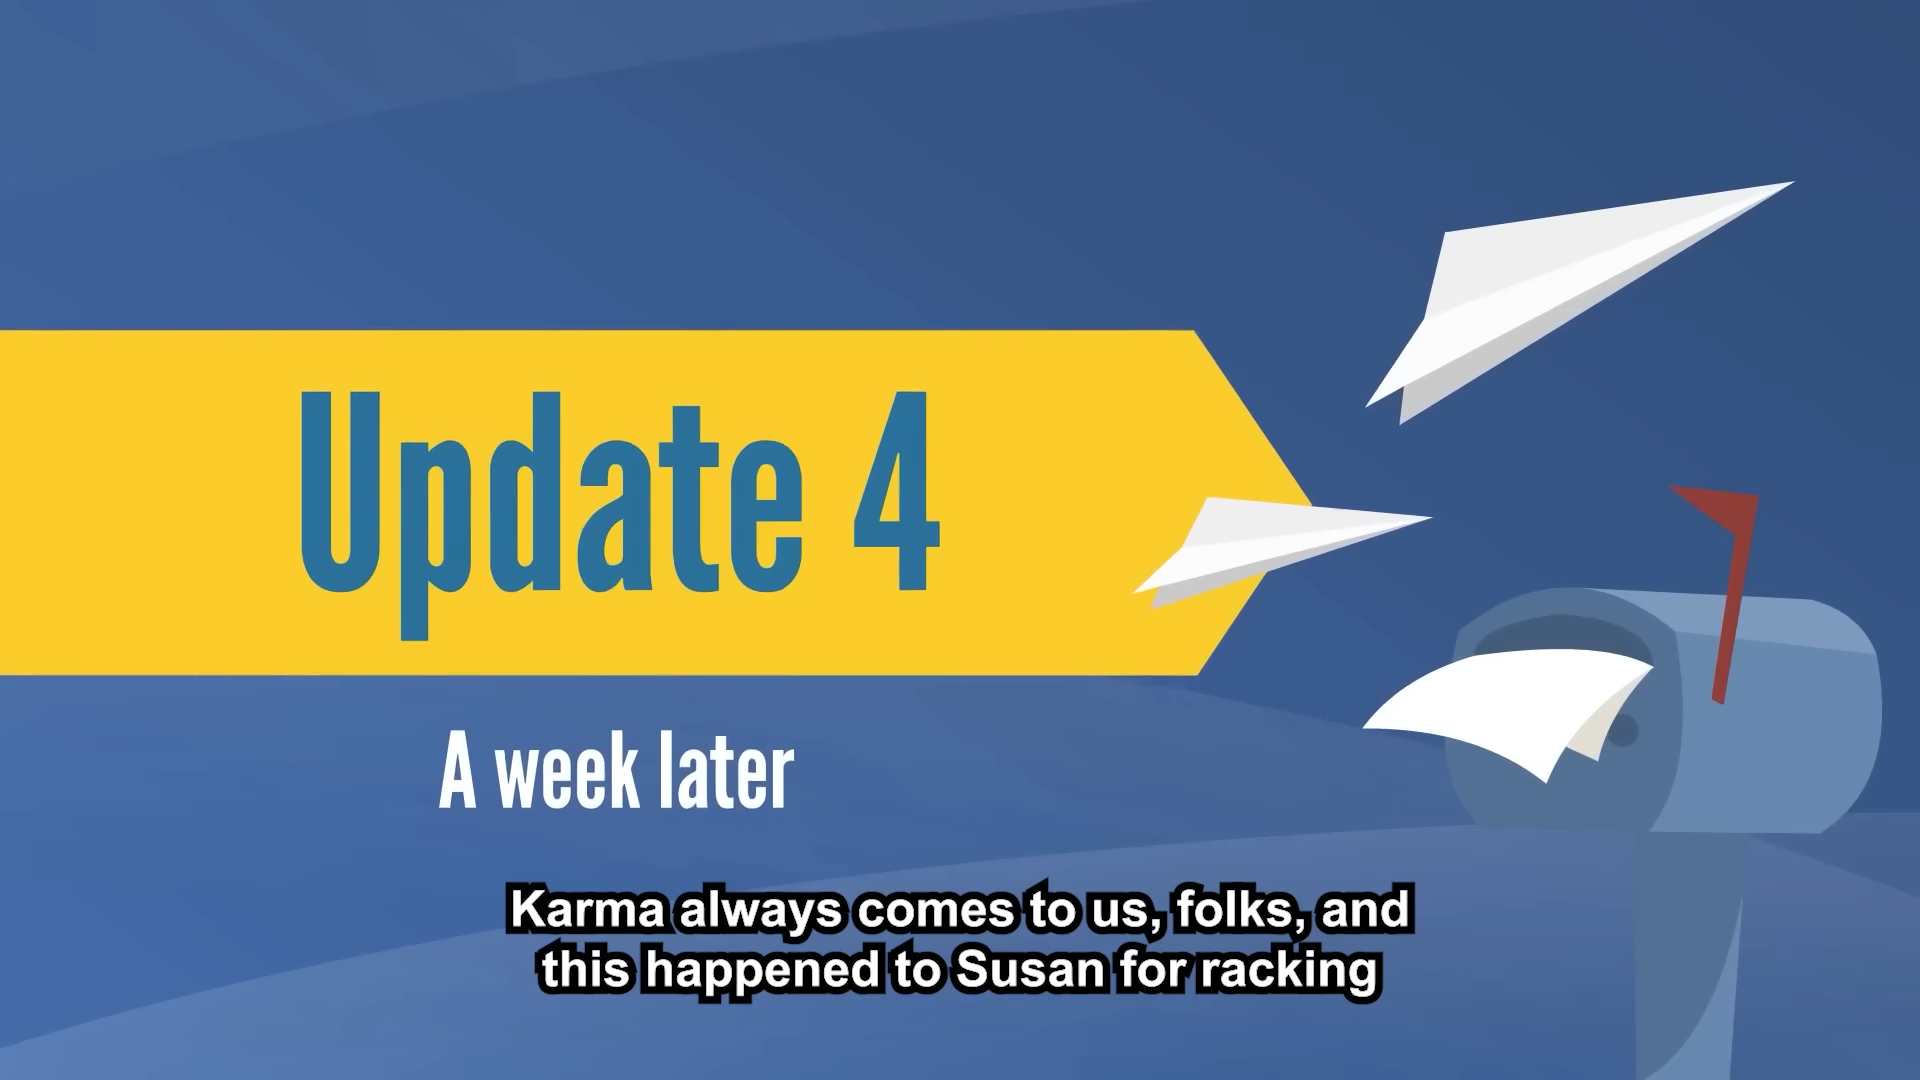 Update 4
A week later
Karma always comes to us, folks, and
this happened to Susan for racking